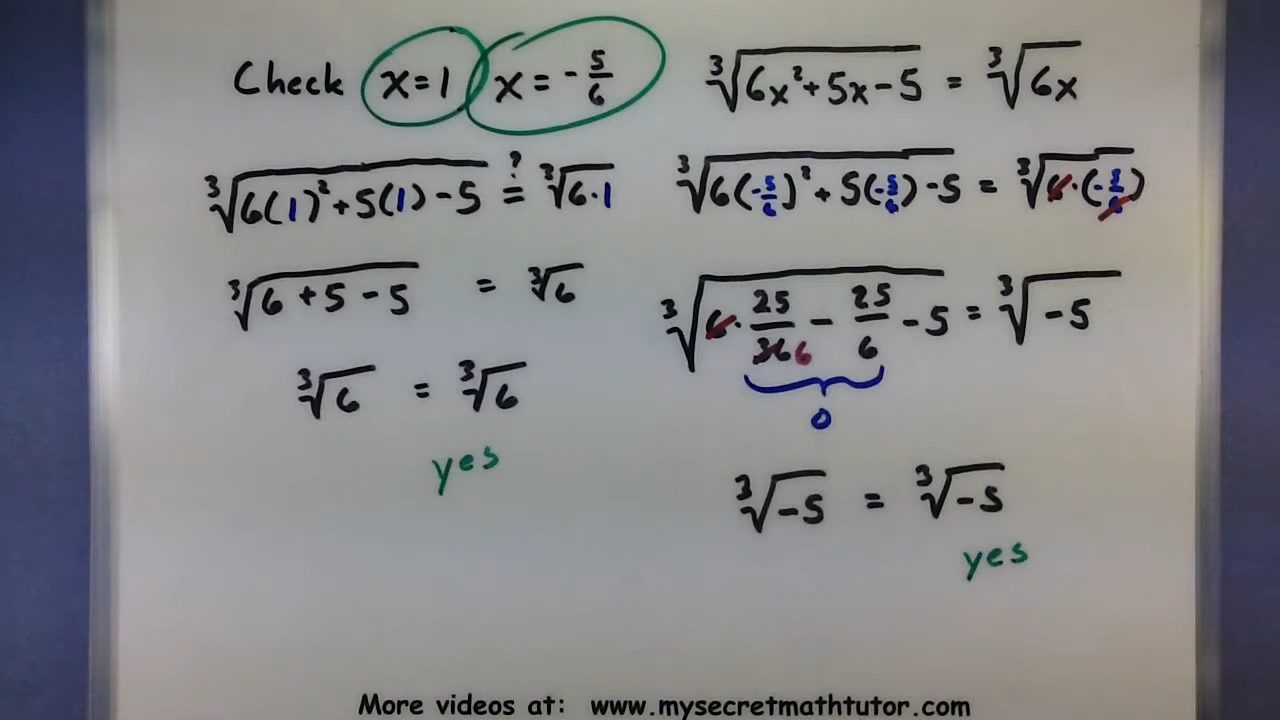 Check x=1 x = -5/6 ∛(6x²+5x-5) = ∛(6x)
∛(6(1)²+5(1)-5) ?= ∛(6·1)
∛(6+5-5) = ∛6
∛6 = ∛6
yes
∛(6(-5/6)²+5(-5/6)-5) = ∛(6·(-5/6))
∛(6·25/36 6 - 25/6 -5) = ∛(-5)
0
∛(-5) = ∛(-5)
yes
More videos at: www.mysecretmathtutor.com